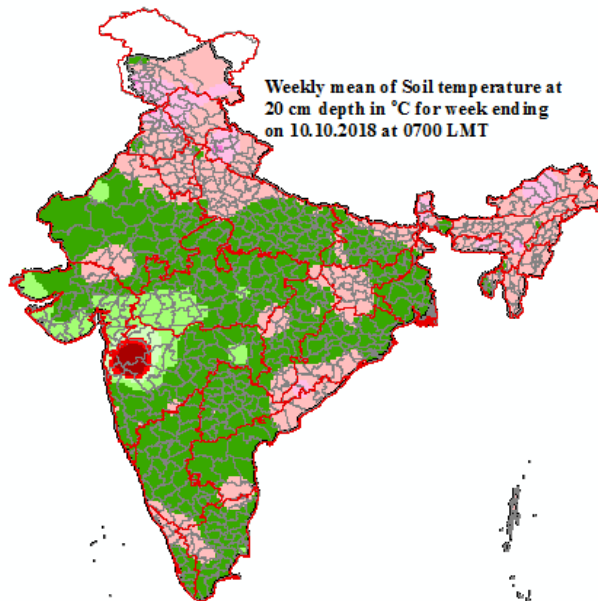 Weekly mean of Soil temperature at
20 cm depth in °C for week ending
on 10.10.2018 at 0700 LMT